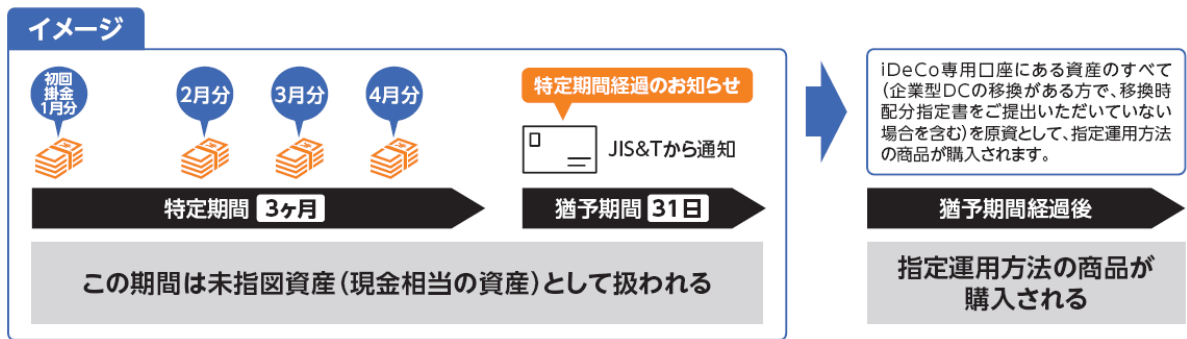 イメージ
初回
掛金
1月分
2月分
3月分
4月分
特定期間経過のお知らせ
JIS&Tから通知
特定期間 3ヶ月
猶予期間 31日
この期間は未指図資産(現金相当の資産)として扱われる
iDeCo専用口座にある資産のすべて
(企業型DCの移換がある方で、移換時
配分指定書をご提出いただいていない
場合を含む)を原資として、指定運用方法
の商品が購入されます。
猶予期間経過後
指定運用方法の商品が
購入される